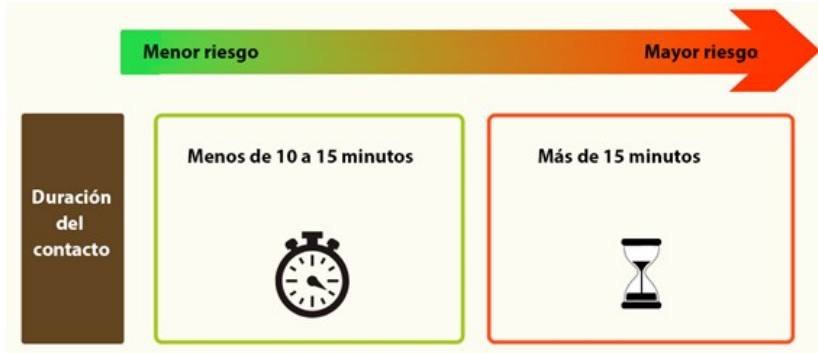 Menor riesgo
Mayor riesgo
Duración
del
contacto
Menos de 10 a 15 minutos
Más de 15 minutos